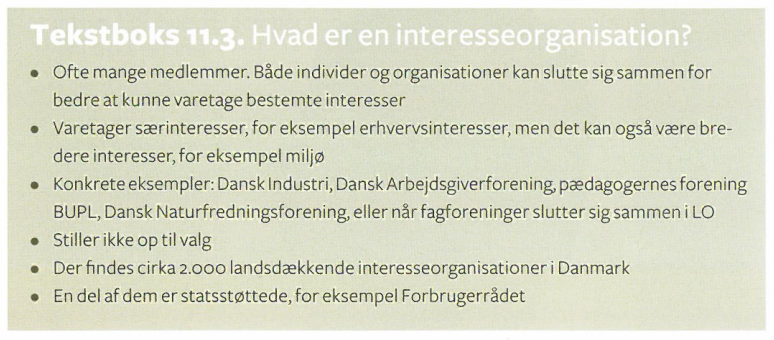 Tekstboks 11.3. Hvad er en interesseorganisation?
• Ofte mange medlemmer. Både individer og organisationer kan slutte sig sammen for
bedre at kunne varetage bestemte interesser
• Varetager særinteresser, for eksempel erhvervsinteresser, men det kan også være bre-
dere interesser, for eksempel miljø
• Konkrete eksempler: Dansk Industri, Dansk Arbejdsgiverforening, pædagogernes forening
BUPL, Dansk Naturfredningsforening, eller når fagforeninger slutter sig sammen i LO
• Stiller ikke op til valg
• Der findes cirka 2.000 landsdækkende interesseorganisationer i Danmark
• En del af dem er statsstøttede, for eksempel Forbrugerrådet